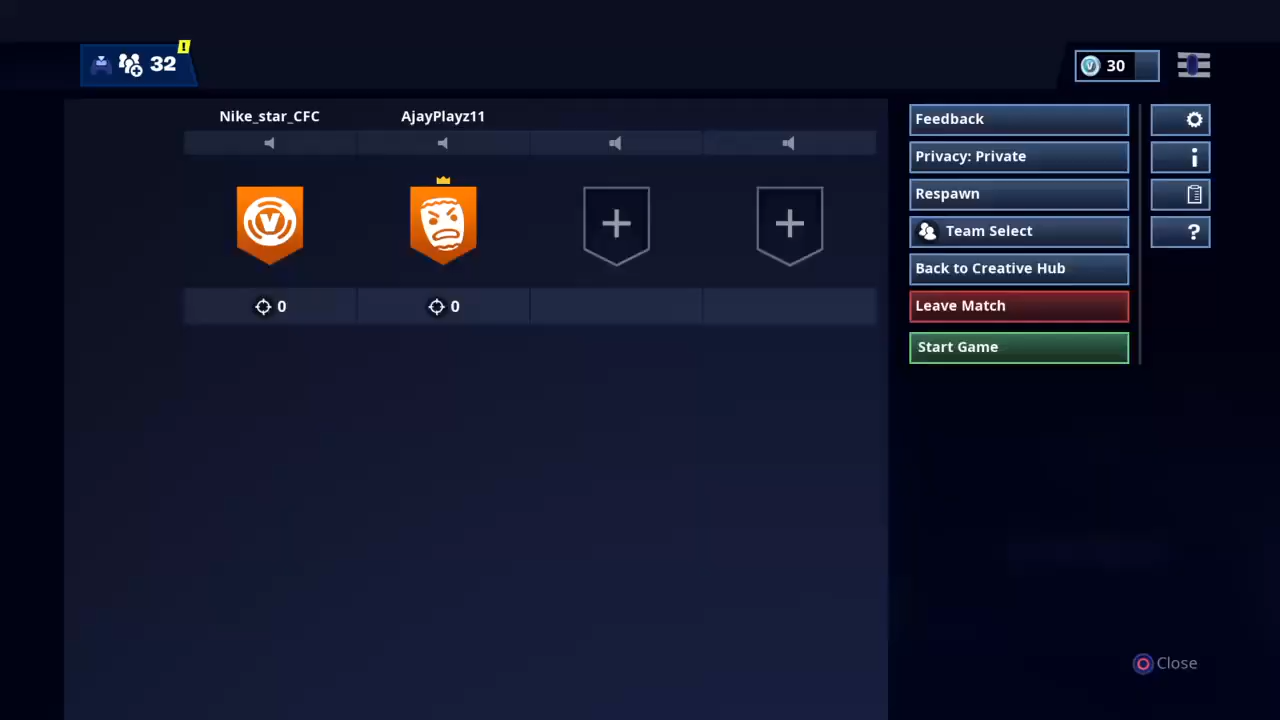 ! 32
30
Nike_star_CFC AjayPlayz11
Feedback
Privacy: Private
Respawn
Team Select
Back to Creative Hub
Leave Match
Start Game
i
?
V
0 0
Close